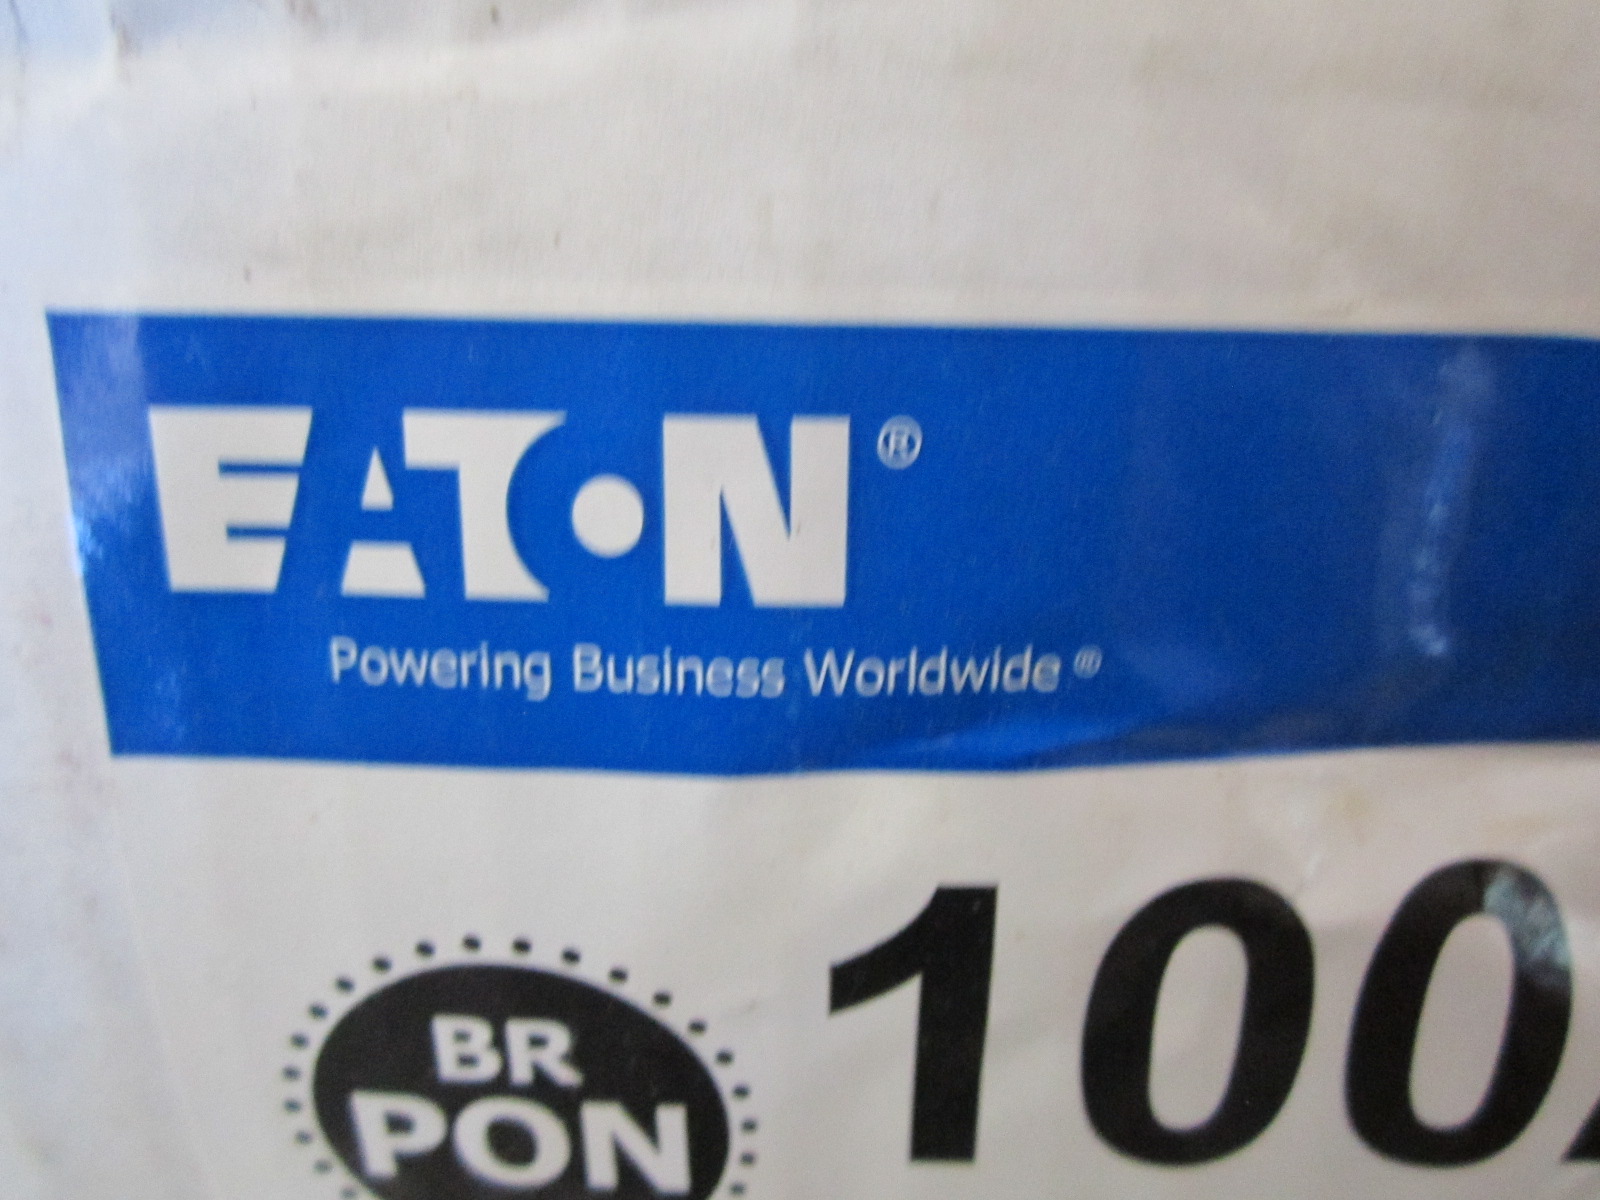 EATON®
Powering Business Worldwide®
BR
PON
100